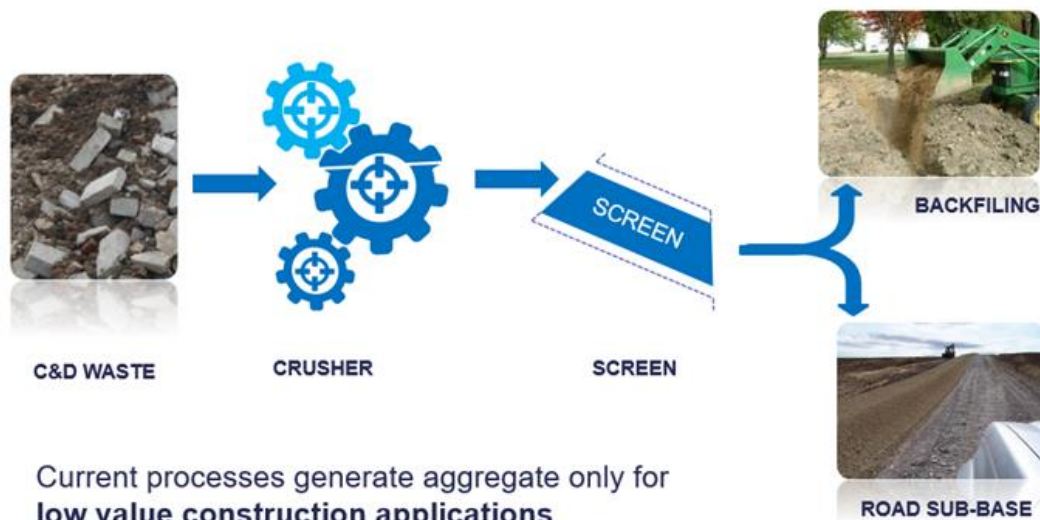 SCREEN
BACKFILING
C&D WASTE
CRUSHER
SCREEN
Current processes generate aggregate only for
low value construction applications
ROAD SUB-BASE